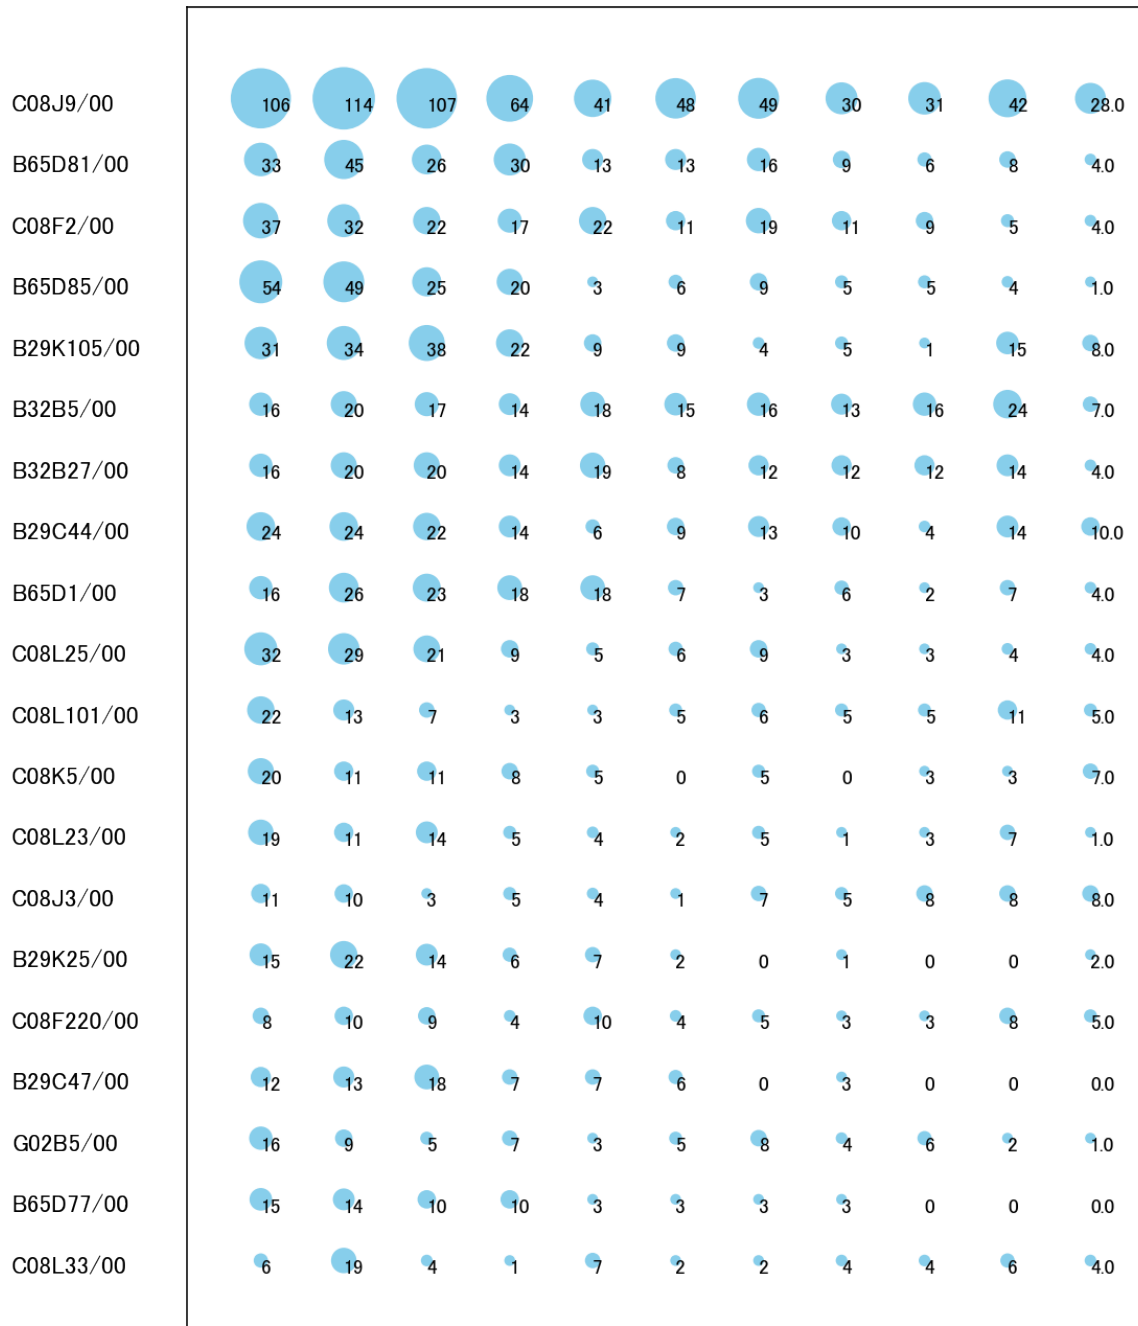 C08J9/00 106 114 107 64 41 48 49 30 31 42 28.0
B65D81/00 33 45 26 30 13 13 16 9 6 8 4.0
C08F2/00 37 32 22 17 22 11 19 11 9 5 4.0
B65D85/00 54 49 25 20 3 6 9 5 5 4 1.0
B29K105/00 31 34 38 22 9 9 4 5 1 15 8.0
B32B5/00 16 20 17 14 18 15 16 13 16 24 7.0
B32B27/00 16 20 20 14 19 8 12 12 12 14 4.0
B29C44/00 24 24 22 14 6 9 13 10 4 14 10.0
B65D1/00 16 26 23 18 18 7 3 6 2 7 4.0
C08L25/00 32 29 21 9 5 6 9 3 3 4 4.0
C08L101/00 22 13 7 3 3 5 6 5 5 11 5.0
C08K5/00 20 11 11 8 5 0 5 0 3 3 7.0
C08L23/00 19 11 14 5 4 2 5 1 3 7 1.0
C08J3/00 11 10 3 5 4 1 7 5 8 8 8.0
B29K25/00 15 22 14 6 7 2 0 1 0 0 2.0
C08F220/00 8 10 9 4 10 4 5 3 3 8 5.0
B29C47/00 12 13 18 7 7 6 0 3 0 0 0.0
G02B5/00 16 9 5 7 3 5 8 4 6 2 1.0
B65D77/00 15 14 10 10 3 3 3 3 0 0 0.0
C08L33/00 6 19 4 1 7 2 2 4 4 6 4.0